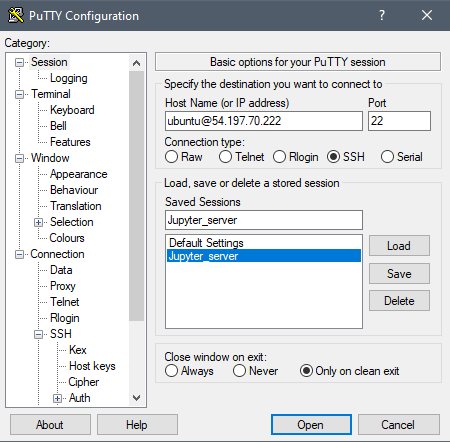 PuTTY Configuration
?
Category:
Session
Logging
Terminal
Keyboard
Bell
Features
Window
Appearance
Behaviour
Translation
Selection
Colours
Connection
Data
Proxy
Telnet
Rlogin
SSH
Kex
Host keys
Cipher
Auth
Basic options for your PuTTY session
Specify the destination you want to connect to
Host Name (or IP address) Port
ubuntu@54.197.70.222 22
Connection type:
Raw Telnet Rlogin SSH Serial
Load, save or delete a stored session
Saved Sessions
Jupyter_server
Default Settings
Jupyter_server
Load
Save
Delete
Close window on exit:
Always Never Only on clean exit
About Help Open Cancel